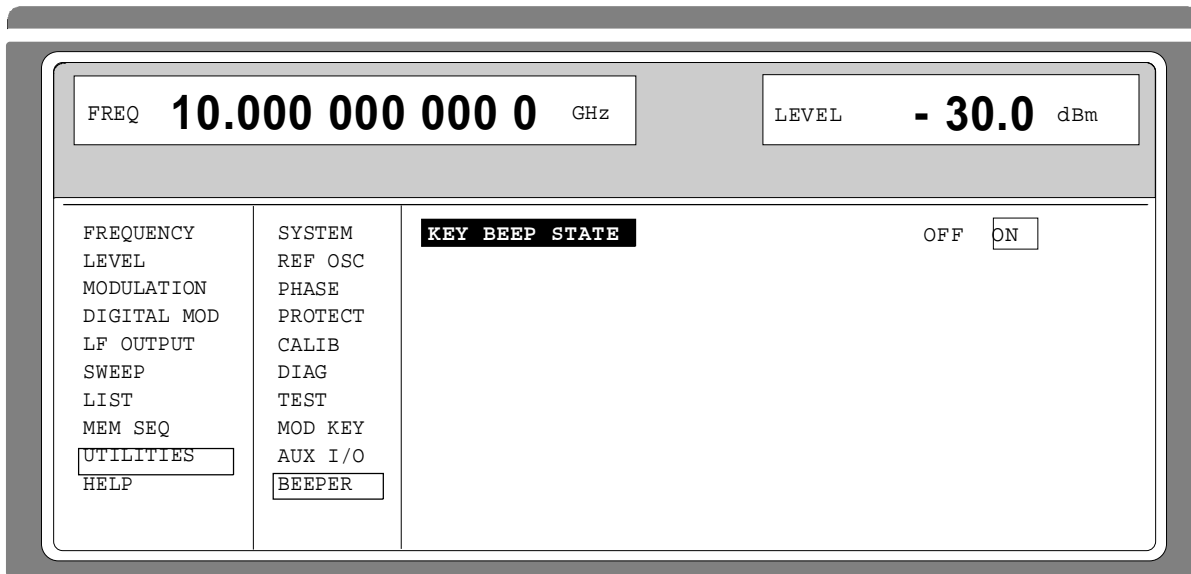 FREQ 10.000 000 000 0 GHz LEVEL - 30.0 dBm
FREQUENCY SYSTEM KEY BEEP STATE OFF ON
LEVEL REF OSC
MODULATION PHASE
DIGITAL MOD PROTECT
LF OUTPUT CALIB
SWEEP DIAG
LIST TEST
MEM SEQ MOD KEY
UTILITIES AUX I/O
HELP BEEPER